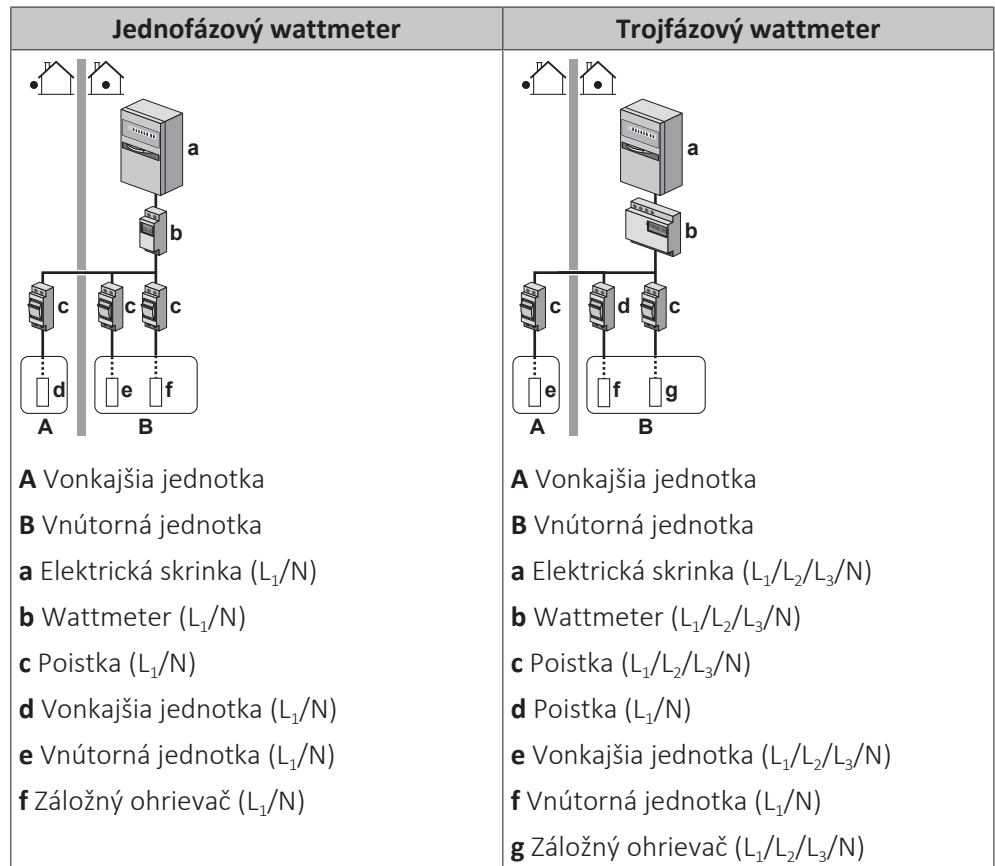 Jednofázový wattmeter
a
b
c c c
d e f
A B
A Vonkajšia jednotka
B Vnútorná jednotka
a Elektrická skrinka (L₁/N)
b Wattmeter (L₁/N)
c Poistka (L₁/N)
d Vonkajšia jednotka (L₁/N)
e Vnútorná jednotka (L₁/N)
f Záložný ohrievač (L₁/N)
Trojfázový wattmeter
a
b
c d c
e f g
A B
A Vonkajšia jednotka
B Vnútorná jednotka
a Elektrická skrinka (L₁/L₂/L₃/N)
b Wattmeter (L₁/L₂/L₃/N)
c Poistka (L₁/L₂/L₃/N)
d Poistka (L₁/N)
e Vonkajšia jednotka (L₁/L₂/L₃/N)
f Vnútorná jednotka (L₁/N)
g Záložný ohrievač (L₁/L₂/L₃/N)